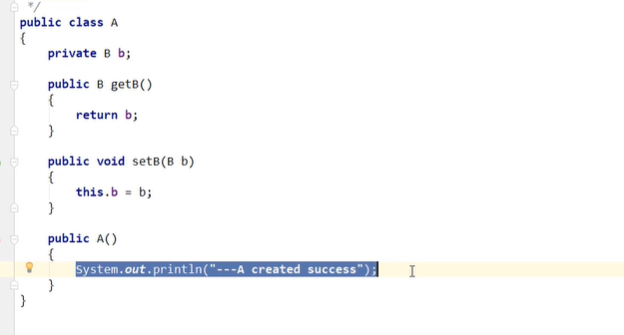 */
public class A
{
    private B b;

    public B getB()
    {
        return b;
    }

    public void setB(B b)
    {
        this.b = b;
    }

    public A()
    {
        System.out.println("---A created success");
    }
}